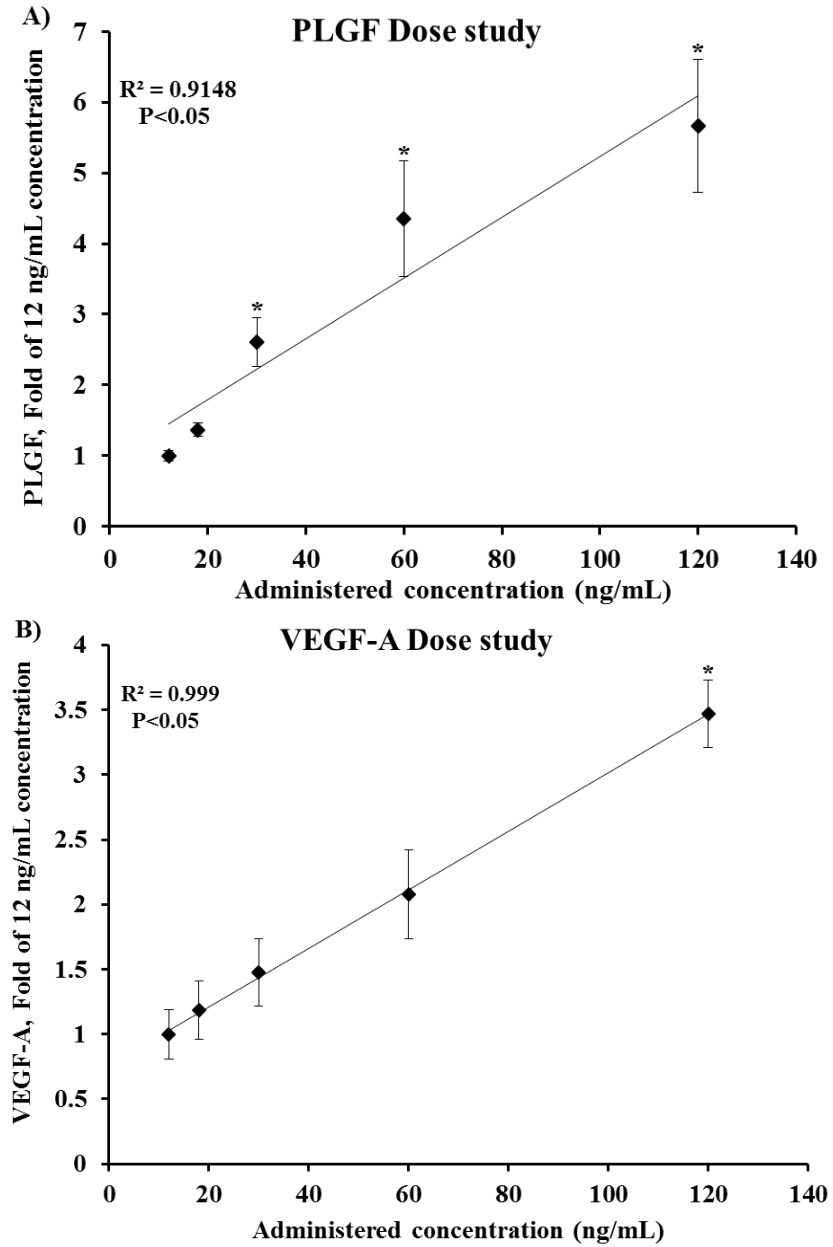 A)
PLGF Dose study
R² = 0.9148
P<0.05
PLGF, Fold of 12 ng/mL concentration
7
6
5
4
3
2
1
0
*
*
*
0 20 40 60 80 100 120 140
Administered concentration (ng/mL)
B)
VEGF-A Dose study
R² = 0.999
P<0.05
VEGF-A, Fold of 12 ng/mL concentration
4
3.5
3
2.5
2
1.5
1
0.5
0
*
0 20 40 60 80 100 120 140
Administered concentration (ng/mL)